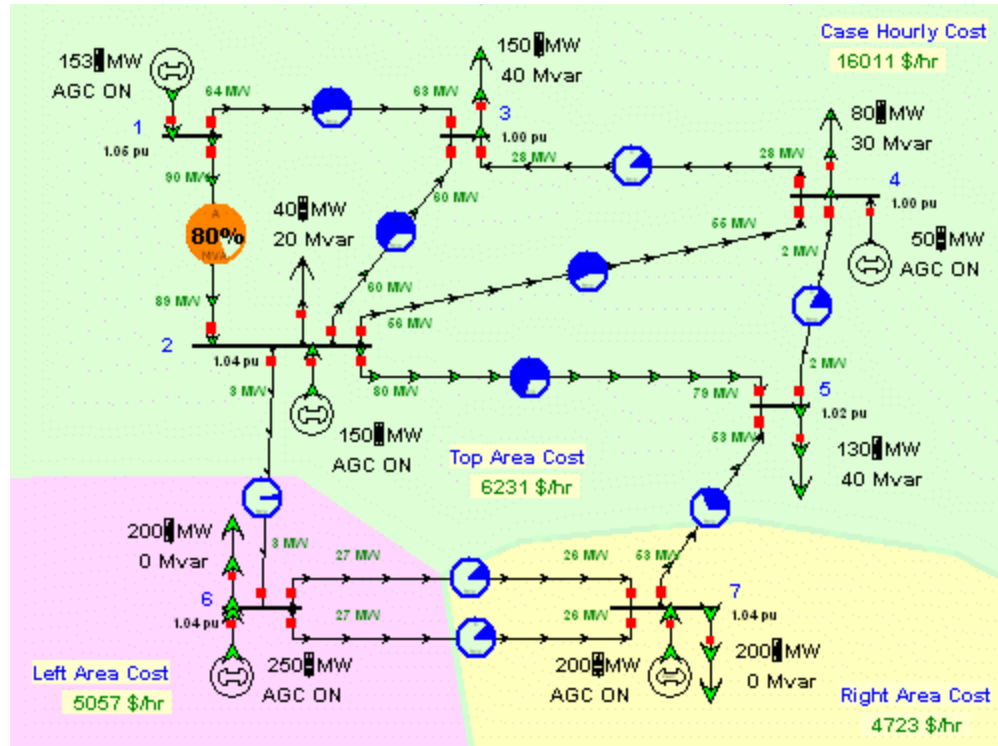 Case Hourly Cost
16011 $/hr
153 MW
AGC ON
150 MW
40 Mvar
64 MW
63 MW
3
1
1.05 pu
1.00 pu
80 MW
30 Mvar
28 MW
28 MW
4
1.00 pu
90 MW
60 MW
A
80%
MVA
40 MW
20 Mvar
55 MW
2 MW
50 MW
AGC ON
89 MW
60 MW
56 MW
2
1.04 pu
3 MW
80 MW
79 MW
2 MW
5
1.02 pu
150 MW
AGC ON
53 MW
130 MW
40 Mvar
Top Area Cost
6231 $/hr
200 MW
0 Mvar
3 MW
27 MW
26 MW
53 MW
6
7
1.04 pu
27 MW
26 MW
1.04 pu
250 MW
AGC ON
200 MW
AGC ON
200 MW
0 Mvar
Left Area Cost
5057 $/hr
Right Area Cost
4723 $/hr